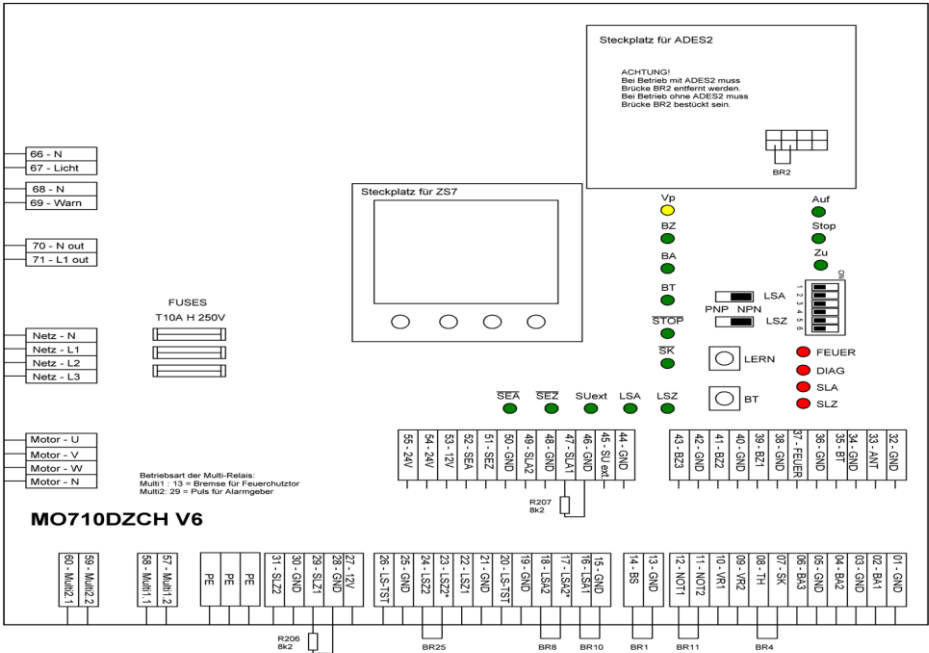 Steckplatz für ADES2
ACHTUNG!
Bei Betrieb mit ADES2 muss
Brücke BR2 entfernt werden.
Bei Betrieb ohne ADES2 muss
Brücke BR2 bestückt sein.
BR2
66 - N
67 - Licht
68 - N
69 - Warn
70 - N out
71 - L1 out
Steckplatz für ZS7
Vp
BZ
BA
BT
STOP
SK
Auf
Stop
Zu
ON
1
2
3
4
5
6
LSA
PNP NPN
LSZ
LERN
BT
FEUER
DIAG
SLA
SLZ
FUSES
T10A H 250V
Netz - N
Netz - L1
Netz - L2
Netz - L3
SEA
SEZ
SUext
LSA
LSZ
Motor - U
Motor - V
Motor - W
Motor - N
55 - 24V
54 - 24V
53 - 12V
52 - SEA
51 - SEZ
50 - GND
49 - SLA2
48 - GND
47 - SLA1
46 - GND
45 - SU ext
44 - GND
43 - BZ3
42 - GND
41 - BZ2
40 - GND
39 - BZ1
38 - GND
37 - FEUER
36 - GND
35 - BT
34 - GND
33 - ANT
32 - GND
R207
8k2
Betriebsart der Multi-Relais:
Multi1 : 13 = Bremse für Feuerchutztor
Multi2: 29 = Puls für Alarmgeber
MO710DZCH V6
60 - Multi2.1
59 - Multi2.2
58 - Multi1.1
57 - Multi1.2
PE
PE
PE
31 - SLZ2
30 - GND
29 - SLZ1
28 - GND
27 - 12V
26 - LS-TST
25 - GND
24 - LSZ2
23 - LSZ2*
22 - LSZ1
21 - GND
20 - LS-TST
19 - GND
18 - LSA2
17 - LSA2*
16 - LSA1
15 - GND
14 - BS
13 - GND
12 - NOT1
11 - NOT2
10 - VR1
09 - VR2
08 - TH
07 - SK
06 - BA3
05 - GND
04 - BA2
03 - GND
02 - BA1
01 - GND
R206
8k2
BR25
BR8
BR10
BR1
BR11
BR4